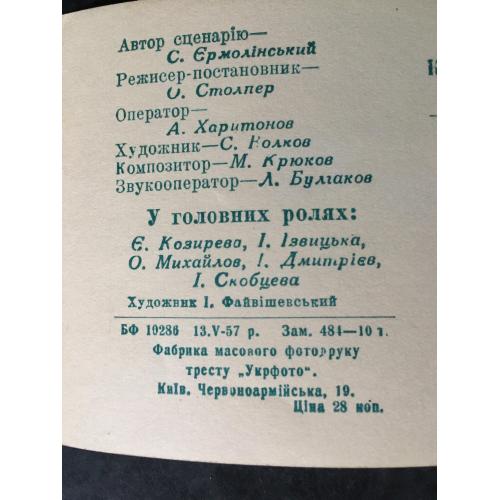 Автор сценарію—
С. Єрмолінський
Режисер-постановник—
О. Столпер
Оператор—
А. Харитонов
Художник—С. Волков
Композитор—М. Крюков
Звукооператор—Л. Булгаков
У головних ролях:
Є. Козирева, І. Ізвицька,
О. Михайлов, І. Дмитрієв,
І. Скобцева
Художник І. Файвішевський
БФ 10286 13.V-57 р. Зам. 484—10 т.
Фабрика масового фотодруку
тресту „Укрфото".
Київ. Червоноармійська, 19.
Ціна 28 коп.